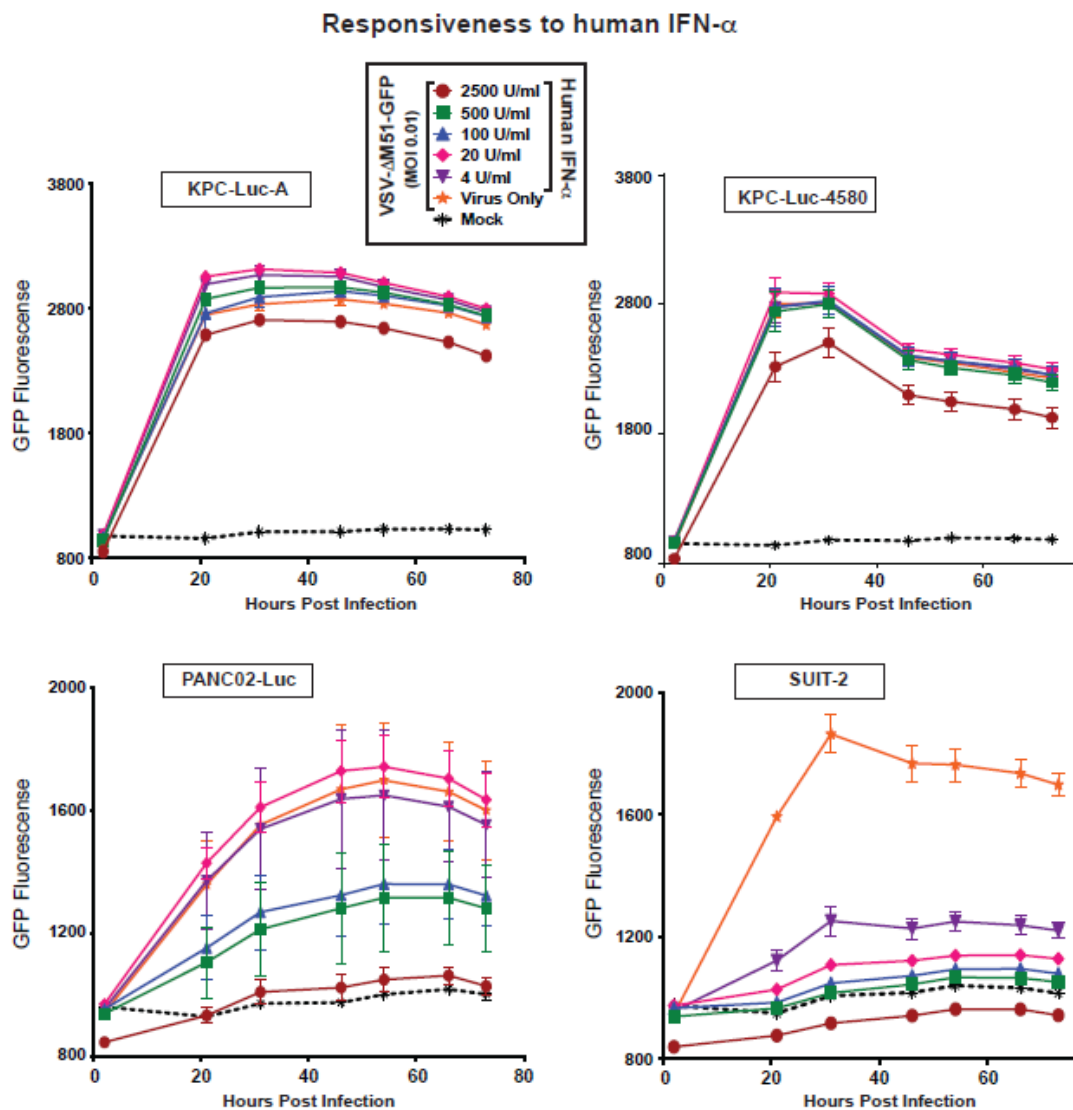 Responsiveness to human IFN-α
VSV-ΔM51-GFP
(MOI 0.01)
2500 U/ml
500 U/ml
100 U/ml
20 U/ml
4 U/ml
Virus Only
Mock
Human IFN-α
KPC-Luc-A
GFP Fluorescense
3800
2800
1800
800
0 20 40 60 80
Hours Post Infection
KPC-Luc-4580
GFP Fluorescense
3800
2800
1800
800
0 20 40 60
Hours Post Infection
PANC02-Luc
GFP Fluorescense
2000
1600
1200
800
0 20 40 60 80
Hours Post Infection
SUIT-2
GFP Fluorescense
2000
1600
1200
800
0 20 40 60
Hours Post Infection